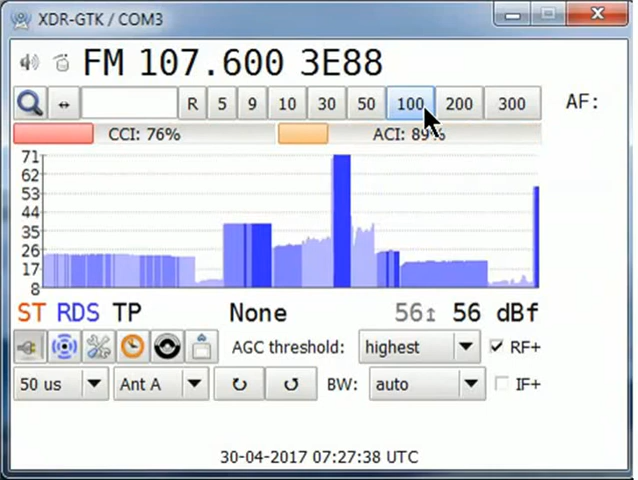 XDR-GTK / COM3
FM 107.600 3E88
R 5 9 10 30 50 100 200 300 AF:
CCI: 76% ACI: 89%
71
62
53
44
35
26
17
8
ST RDS TP None 56↥ 56 dBf
AGC threshold: highest RF+
50 us Ant A BW: auto IF+
30-04-2017 07:27:38 UTC